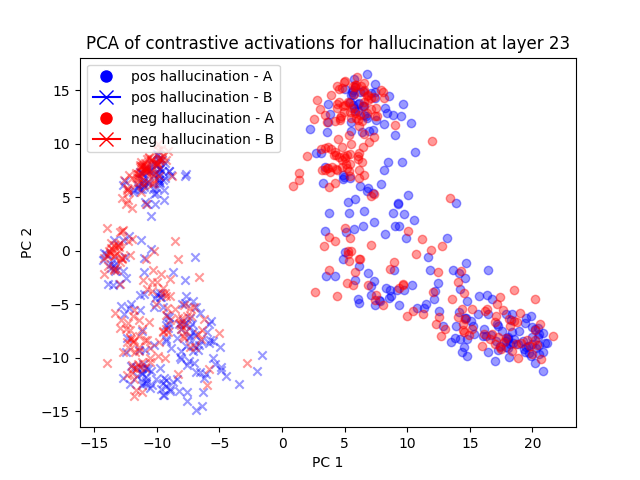 PCA of contrastive activations for hallucination at layer 23
pos hallucination - A
pos hallucination - B
neg hallucination - A
neg hallucination - B
15
10
5
0
−5
−10
−15
PC 2
−15
−10
−5
0
5
10
15
20
PC 1